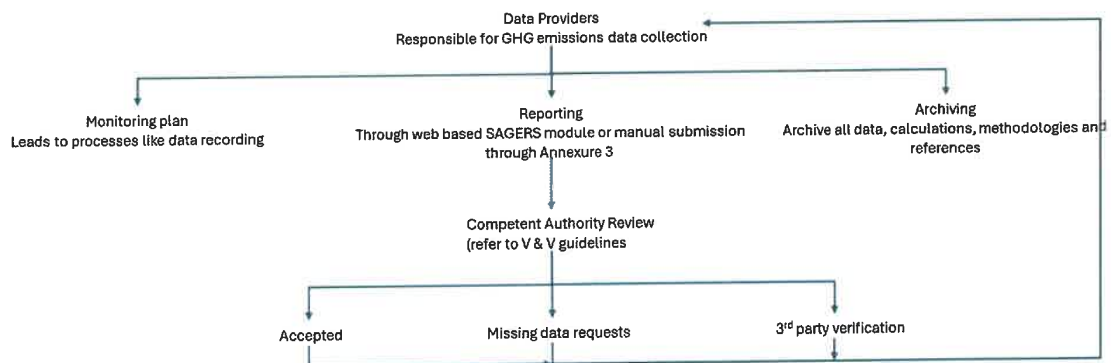 Data Providers
Responsible for GHG emissions data collection
Monitoring plan
Leads to processes like data recording
Reporting
Through web based SAGERS module or manual submission
through Annexure 3
Archiving
Archive all data, calculations, methodologies and
references
Competent Authority Review
(refer to V & V guidelines
Accepted
Missing data requests
3rd party verification